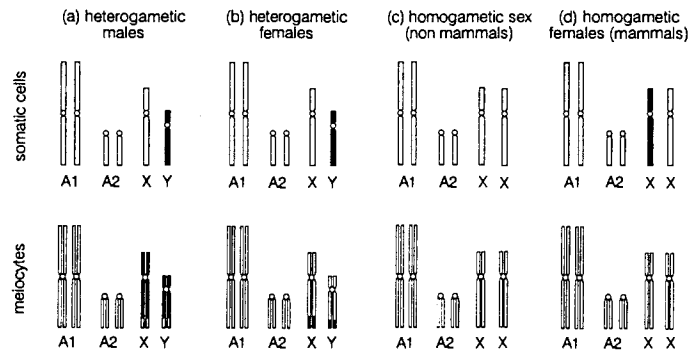 (a) heterogametic
males
(b) heterogametic
females
(c) homogametic sex
(non mammals)
(d) homogametic
females (mammals)
somatic cells
A1 A2 X Y
A1 A2 X Y
A1 A2 X X
A1 A2 X X
meiocytes
A1 A2 X Y
A1 A2 X Y
A1 A2 X X
A1 A2 X X